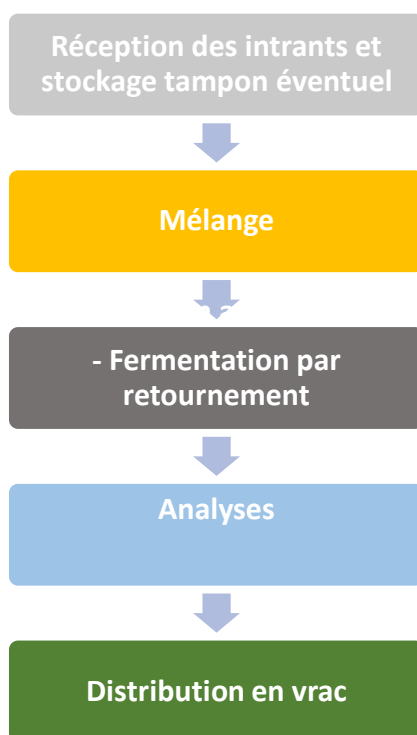 Réception des intrants et
stockage tampon éventuel
Mélange
- Fermentation par
retournement
Analyses
Distribution en vrac